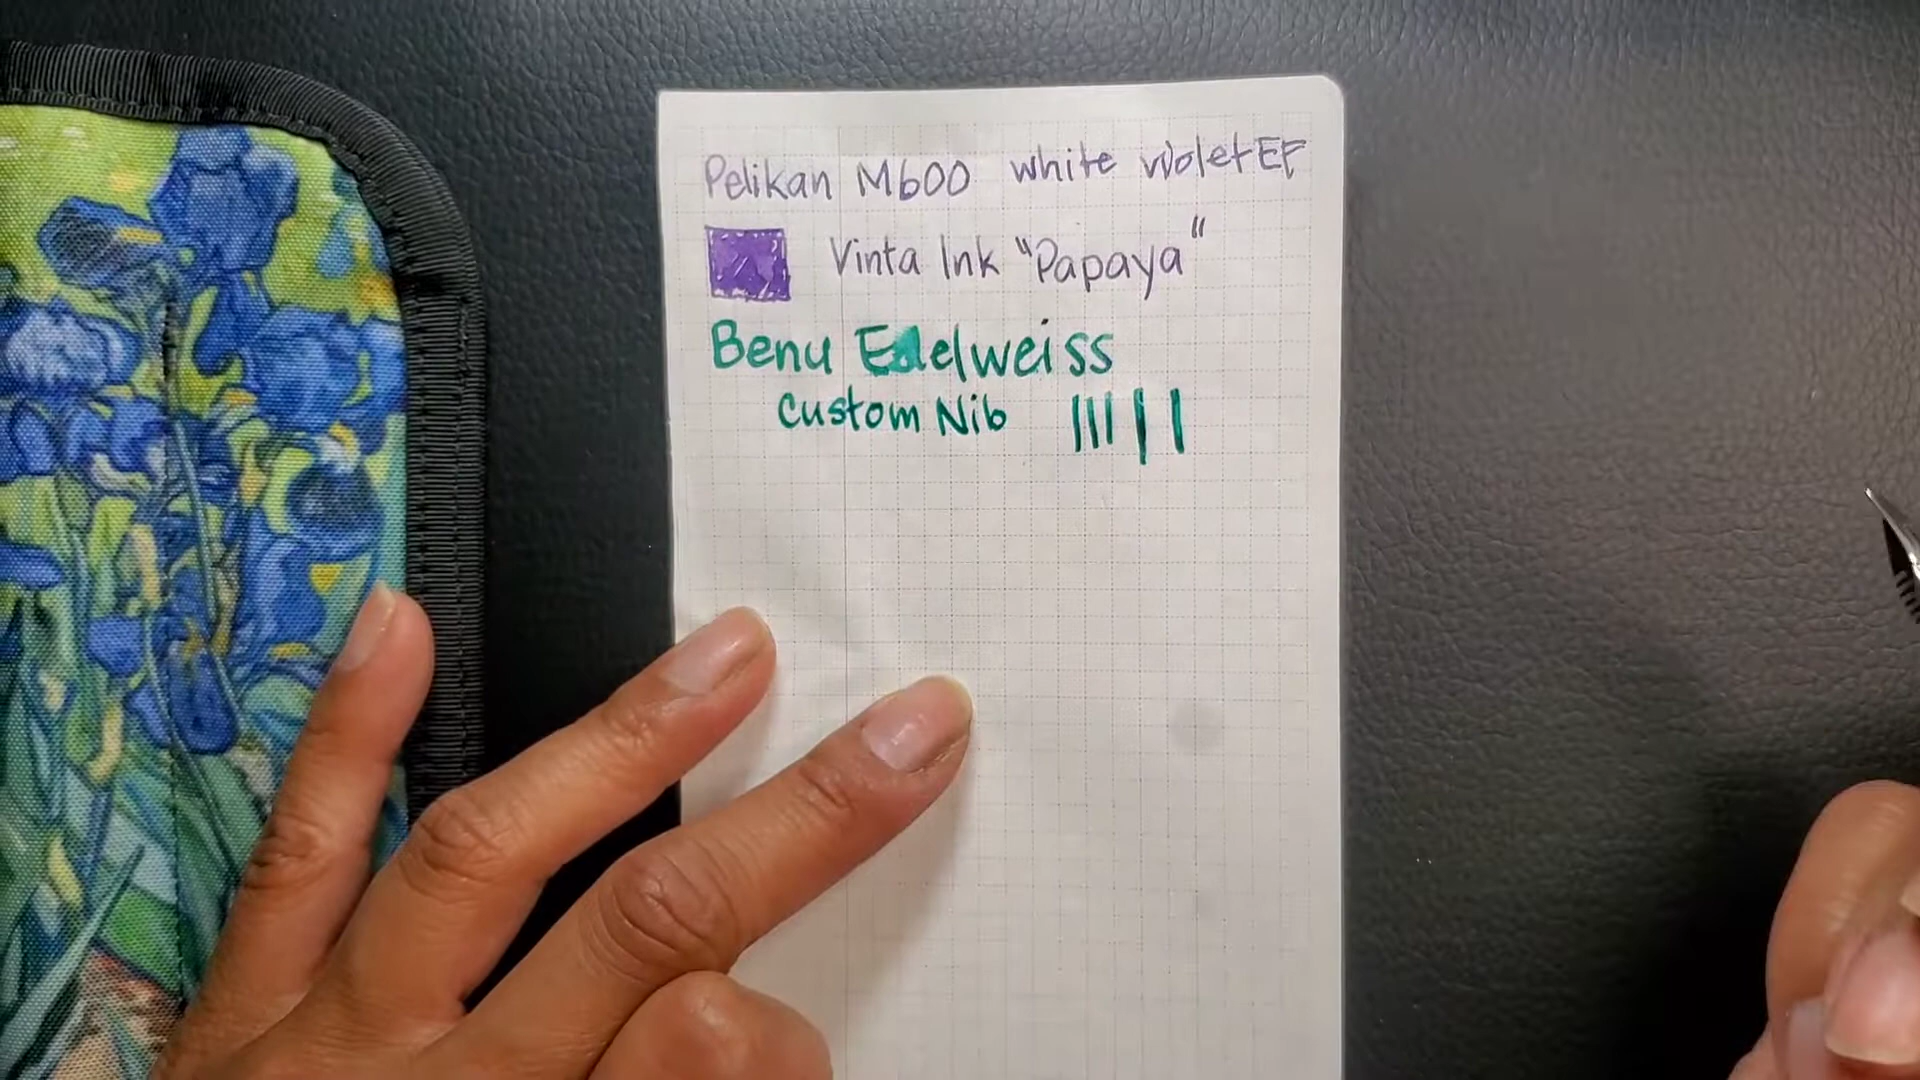 Pelikan M600 white violet EF
Vinta Ink "Papaya"
Benu Edelweiss
Custom Nib